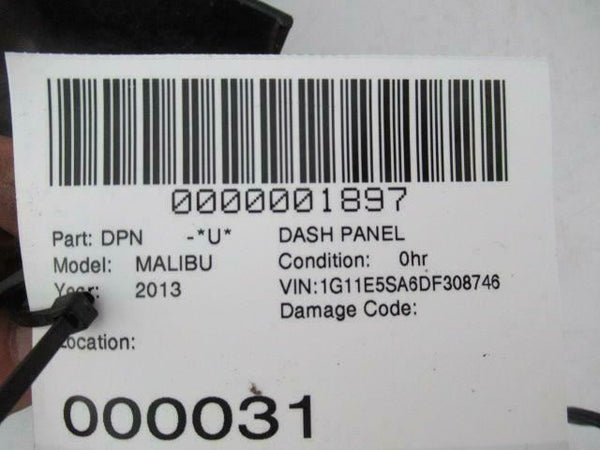 0000001897
Part: DPN -*U* DASH PANEL
Model: MALIBU Condition: 0hr
Year: 2013 VIN:1G11E5SA6DF308746
Damage Code:
Location:
000031